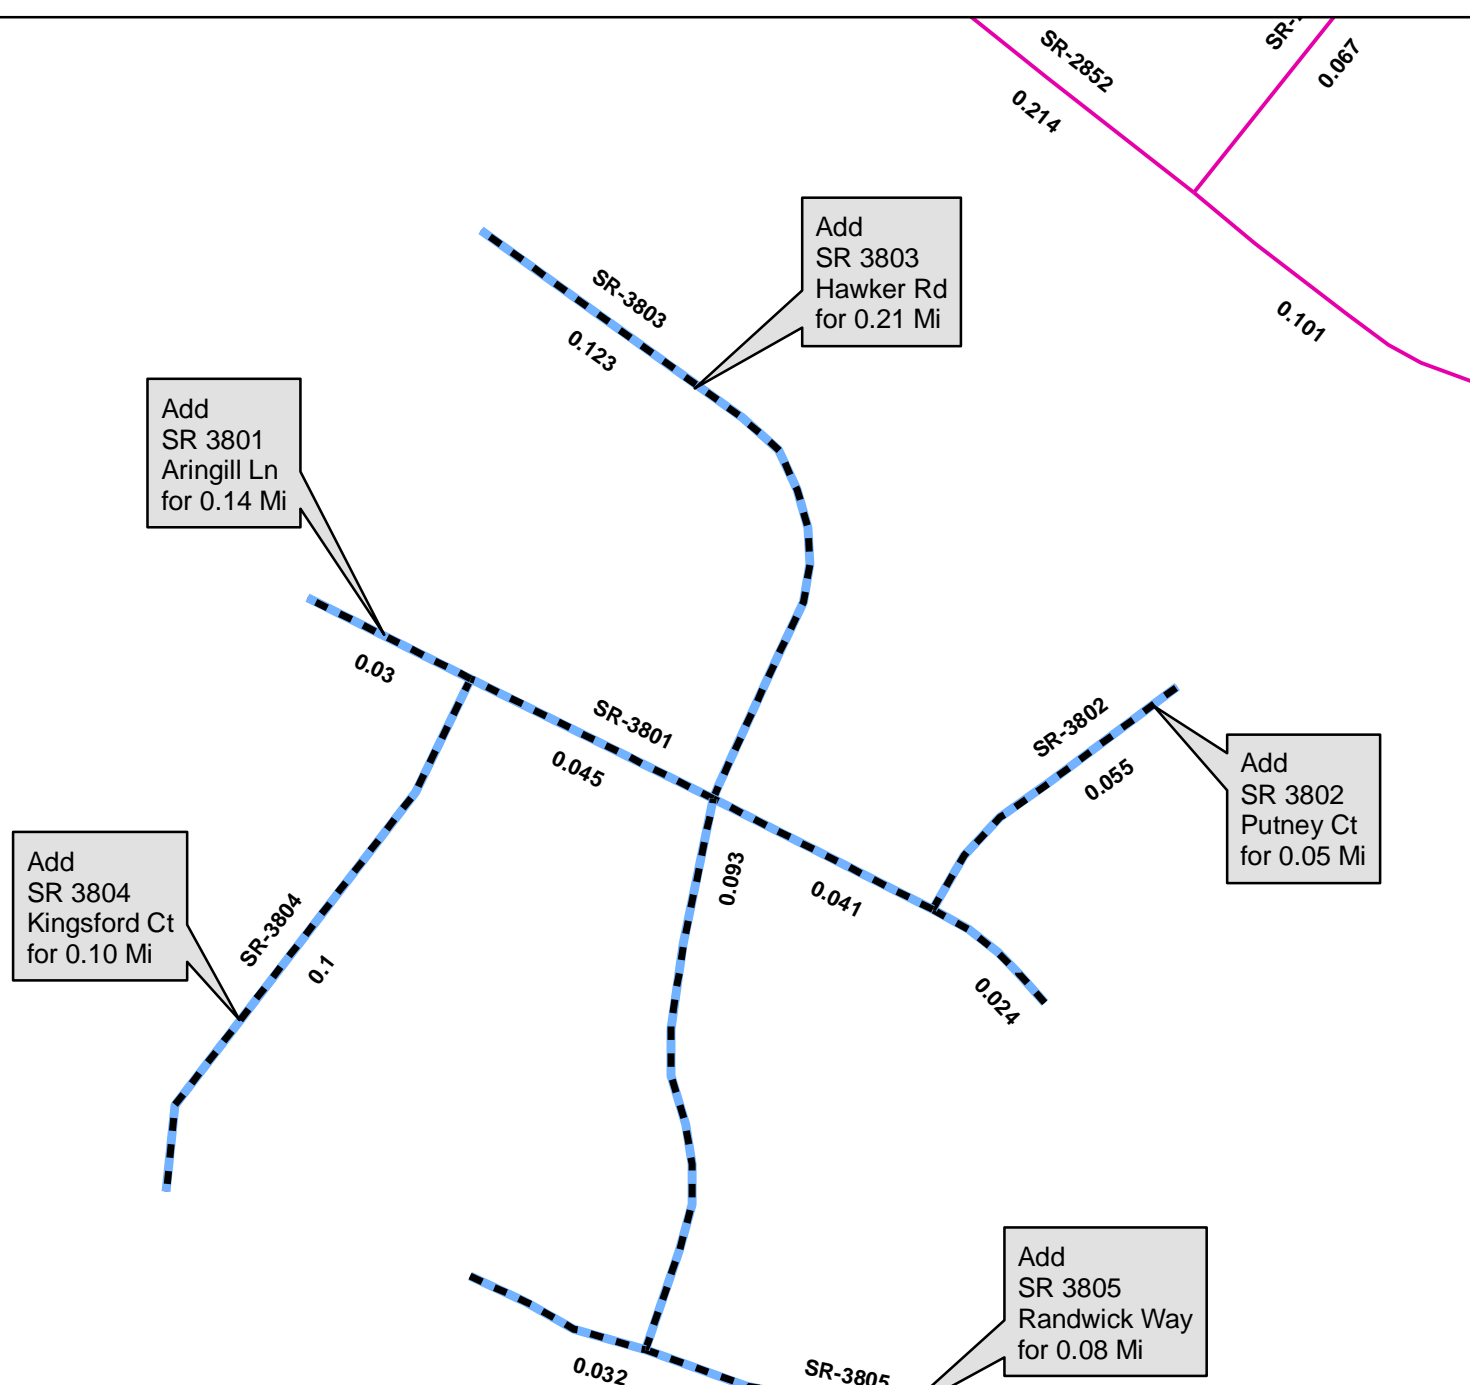 SR-2852
0.214
SR-
0.067
0.101
Add
SR 3803
Hawker Rd
for 0.21 Mi
SR-3803
0.123
Add
SR 3801
Aringill Ln
for 0.14 Mi
0.03
SR-3801
0.045
SR-3802
0.055
Add
SR 3802
Putney Ct
for 0.05 Mi
0.093
0.041
0.024
Add
SR 3804
Kingsford Ct
for 0.10 Mi
SR-3804
0.1
Add
SR 3805
Randwick Way
for 0.08 Mi
0.032
SR-3805